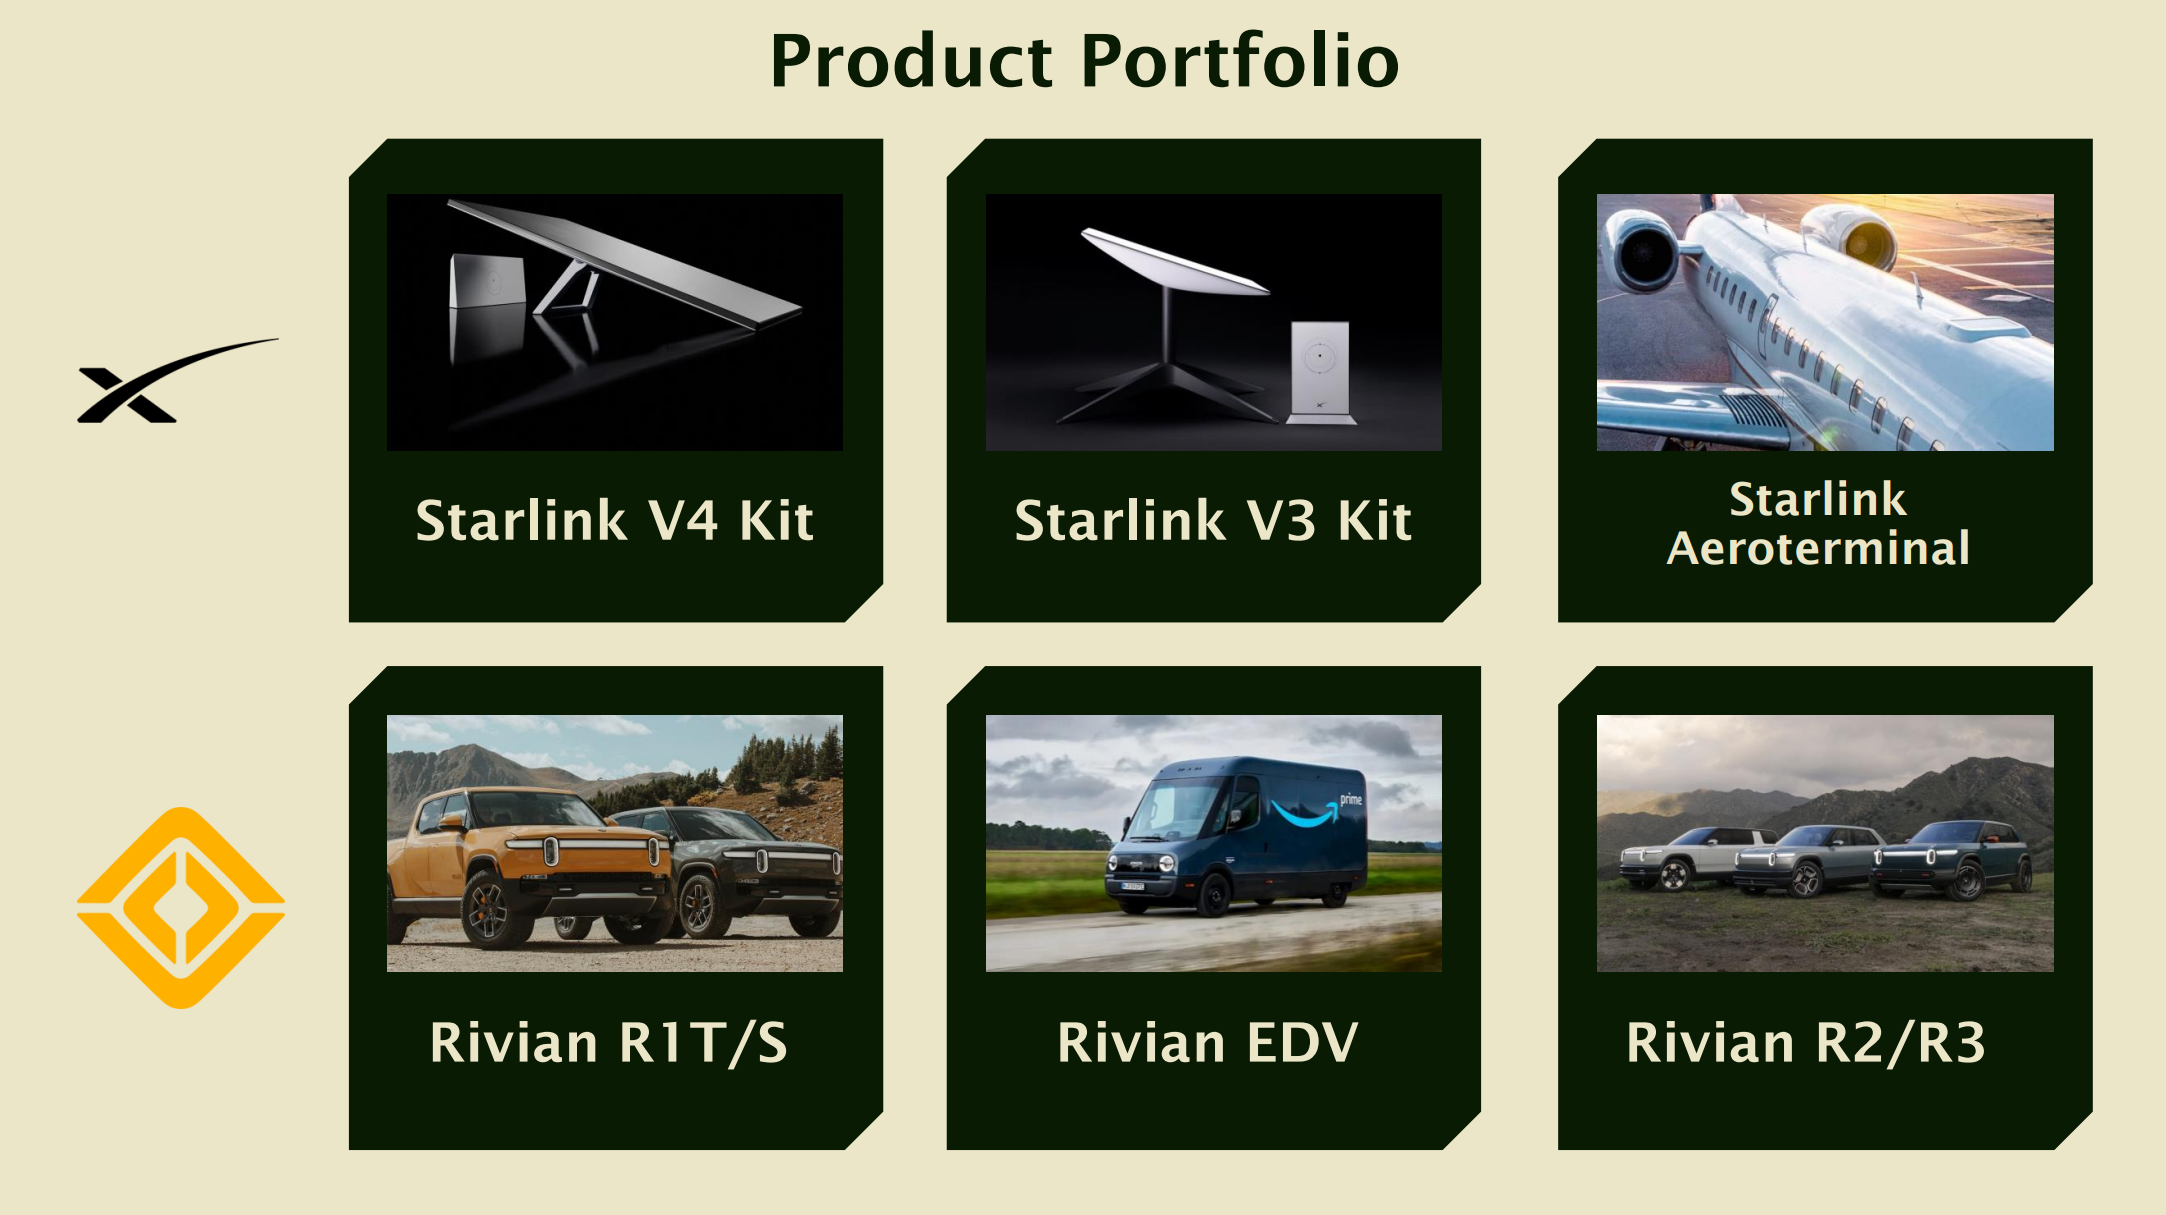 Product Portfolio
Starlink V4 Kit
Starlink V3 Kit
Starlink
Aeroterminal
prime
Rivian R1T/S
Rivian EDV
Rivian R2/R3